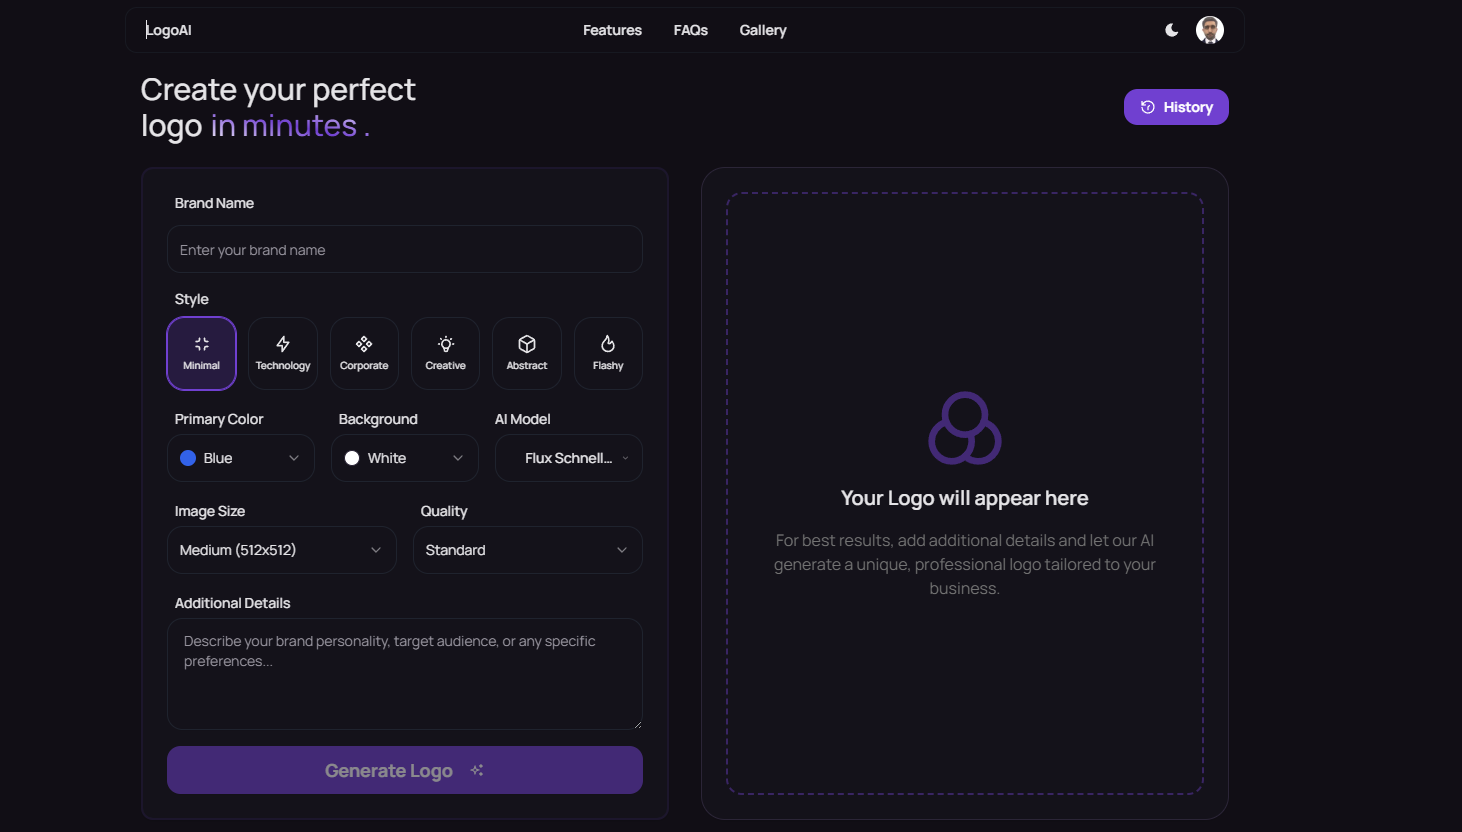 LogoAI
Features
FAQs
Gallery
Create your perfect
logo in minutes .
History
Brand Name
Enter your brand name
Style
Minimal
Technology
Corporate
Creative
Abstract
Flashy
Primary Color
Background
AI Model
Blue
White
Flux Schnell...
Image Size
Quality
Medium (512x512)
Standard
Additional Details
Describe your brand personality, target audience, or any specific
preferences...
Generate Logo
Your Logo will appear here
For best results, add additional details and let our AI
generate a unique, professional logo tailored to your
business.